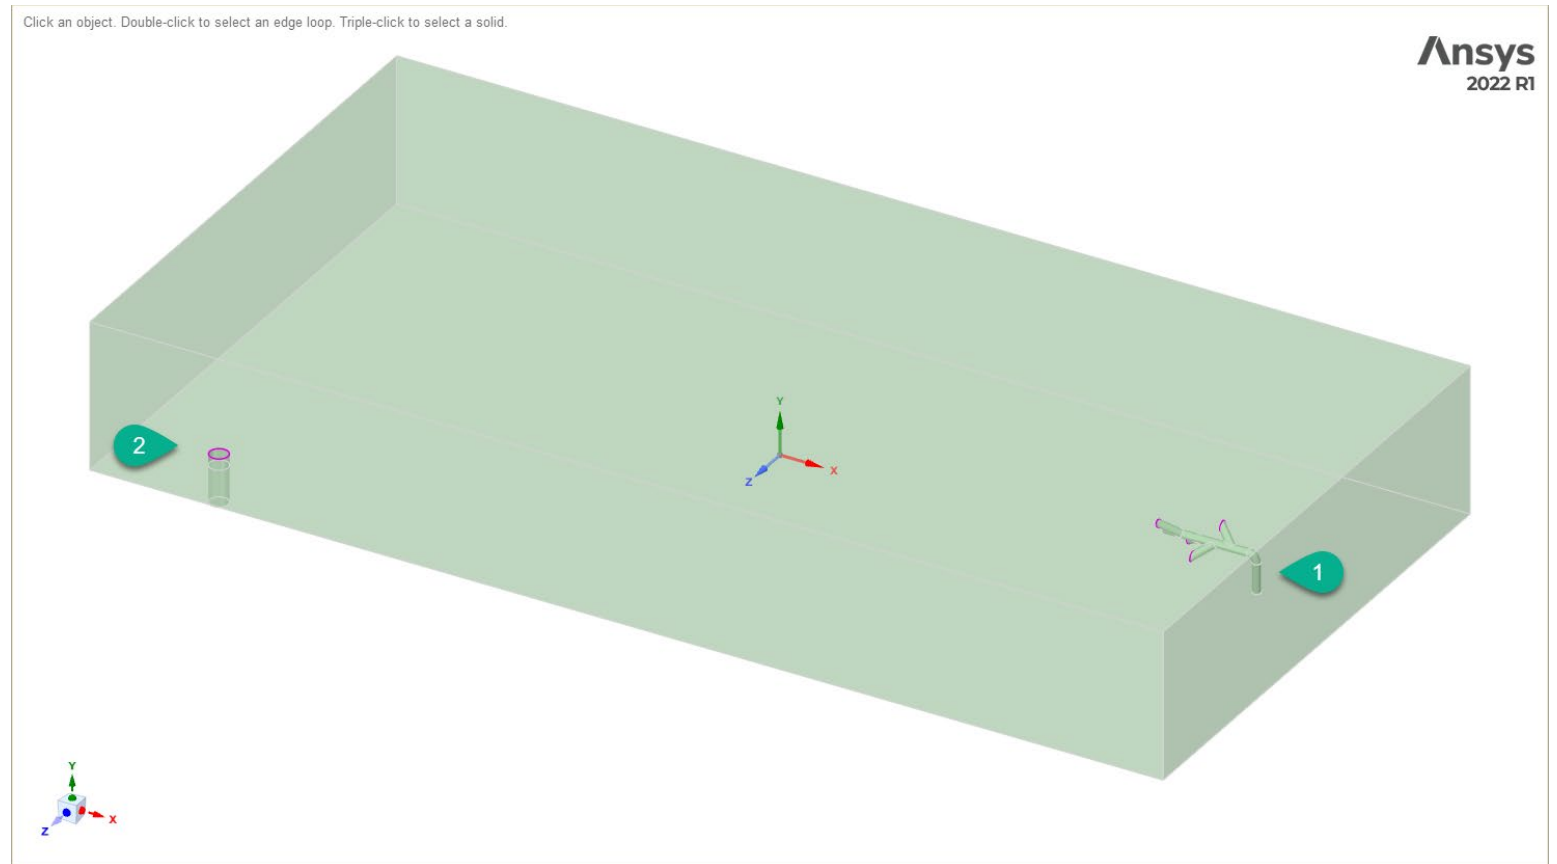 Click an object. Double-click to select an edge loop. Triple-click to select a solid.
Ansys
2022 R1
Y
X
Z
2
1
Y
X
Z